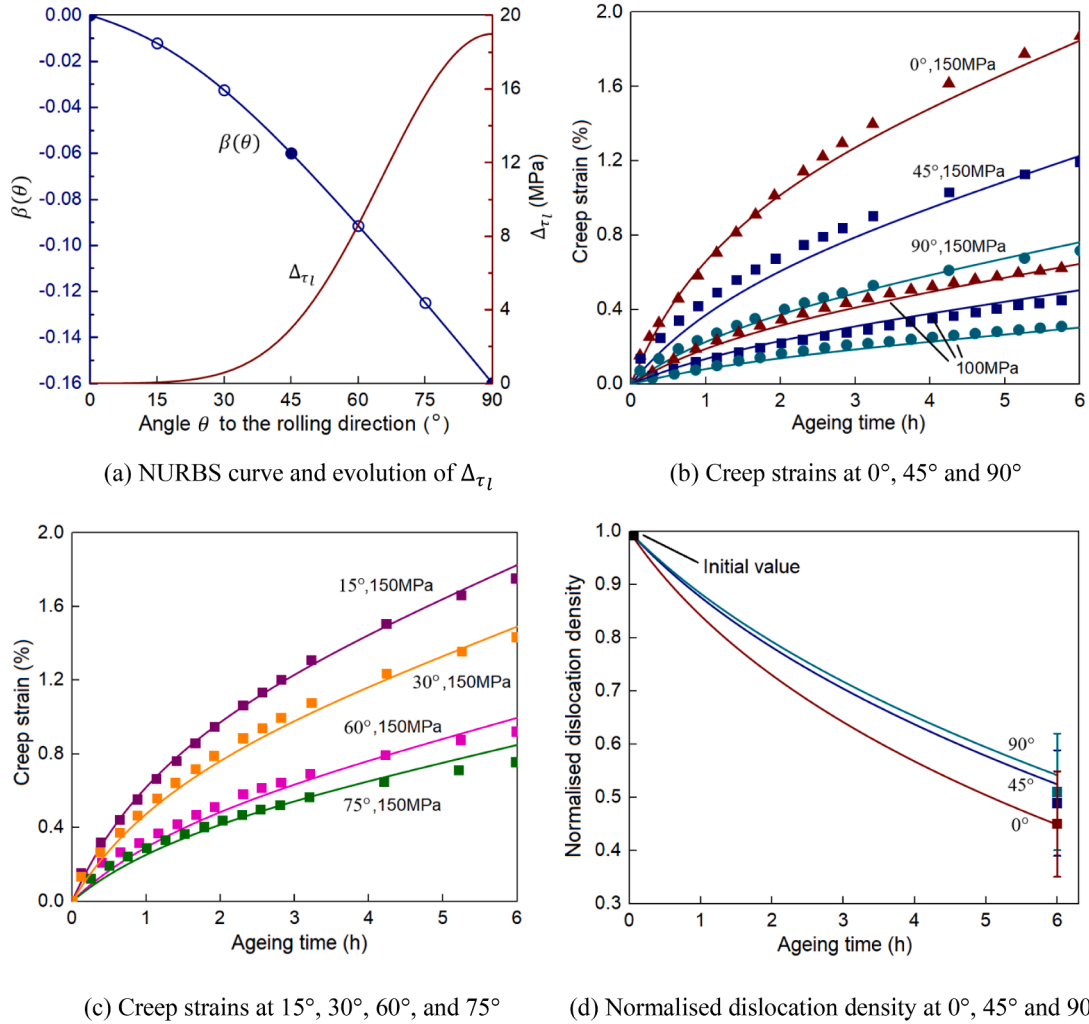 0.00
-0.02
-0.04
-0.06
-0.08
-0.10
-0.12
-0.14
-0.16
β(θ)
β(θ)
Δτl
20
16
12
8
4
0
Δτl (MPa)
0 15 30 45 60 75 90
Angle θ to the rolling direction (°)
(a) NURBS curve and evolution of Δτl
2.0
1.6
1.2
0.8
0.4
0.0
Creep strain (%)
0°,150MPa
45°,150MPa
90°,150MPa
100MPa
0 1 2 3 4 5 6
Ageing time (h)
(b) Creep strains at 0°, 45° and 90°
2.0
1.6
1.2
0.8
0.4
0.0
Creep strain (%)
15°,150MPa
30°,150MPa
60°,150MPa
75°,150MPa
0 1 2 3 4 5 6
Ageing time (h)
(c) Creep strains at 15°, 30°, 60°, and 75°
1.0
0.9
0.8
0.7
0.6
0.5
0.4
0.3
Normalised dislocation density
Initial value
90°
45°
0°
0 1 2 3 4 5 6
Ageing time (h)
(d) Normalised dislocation density at 0°, 45° and 90